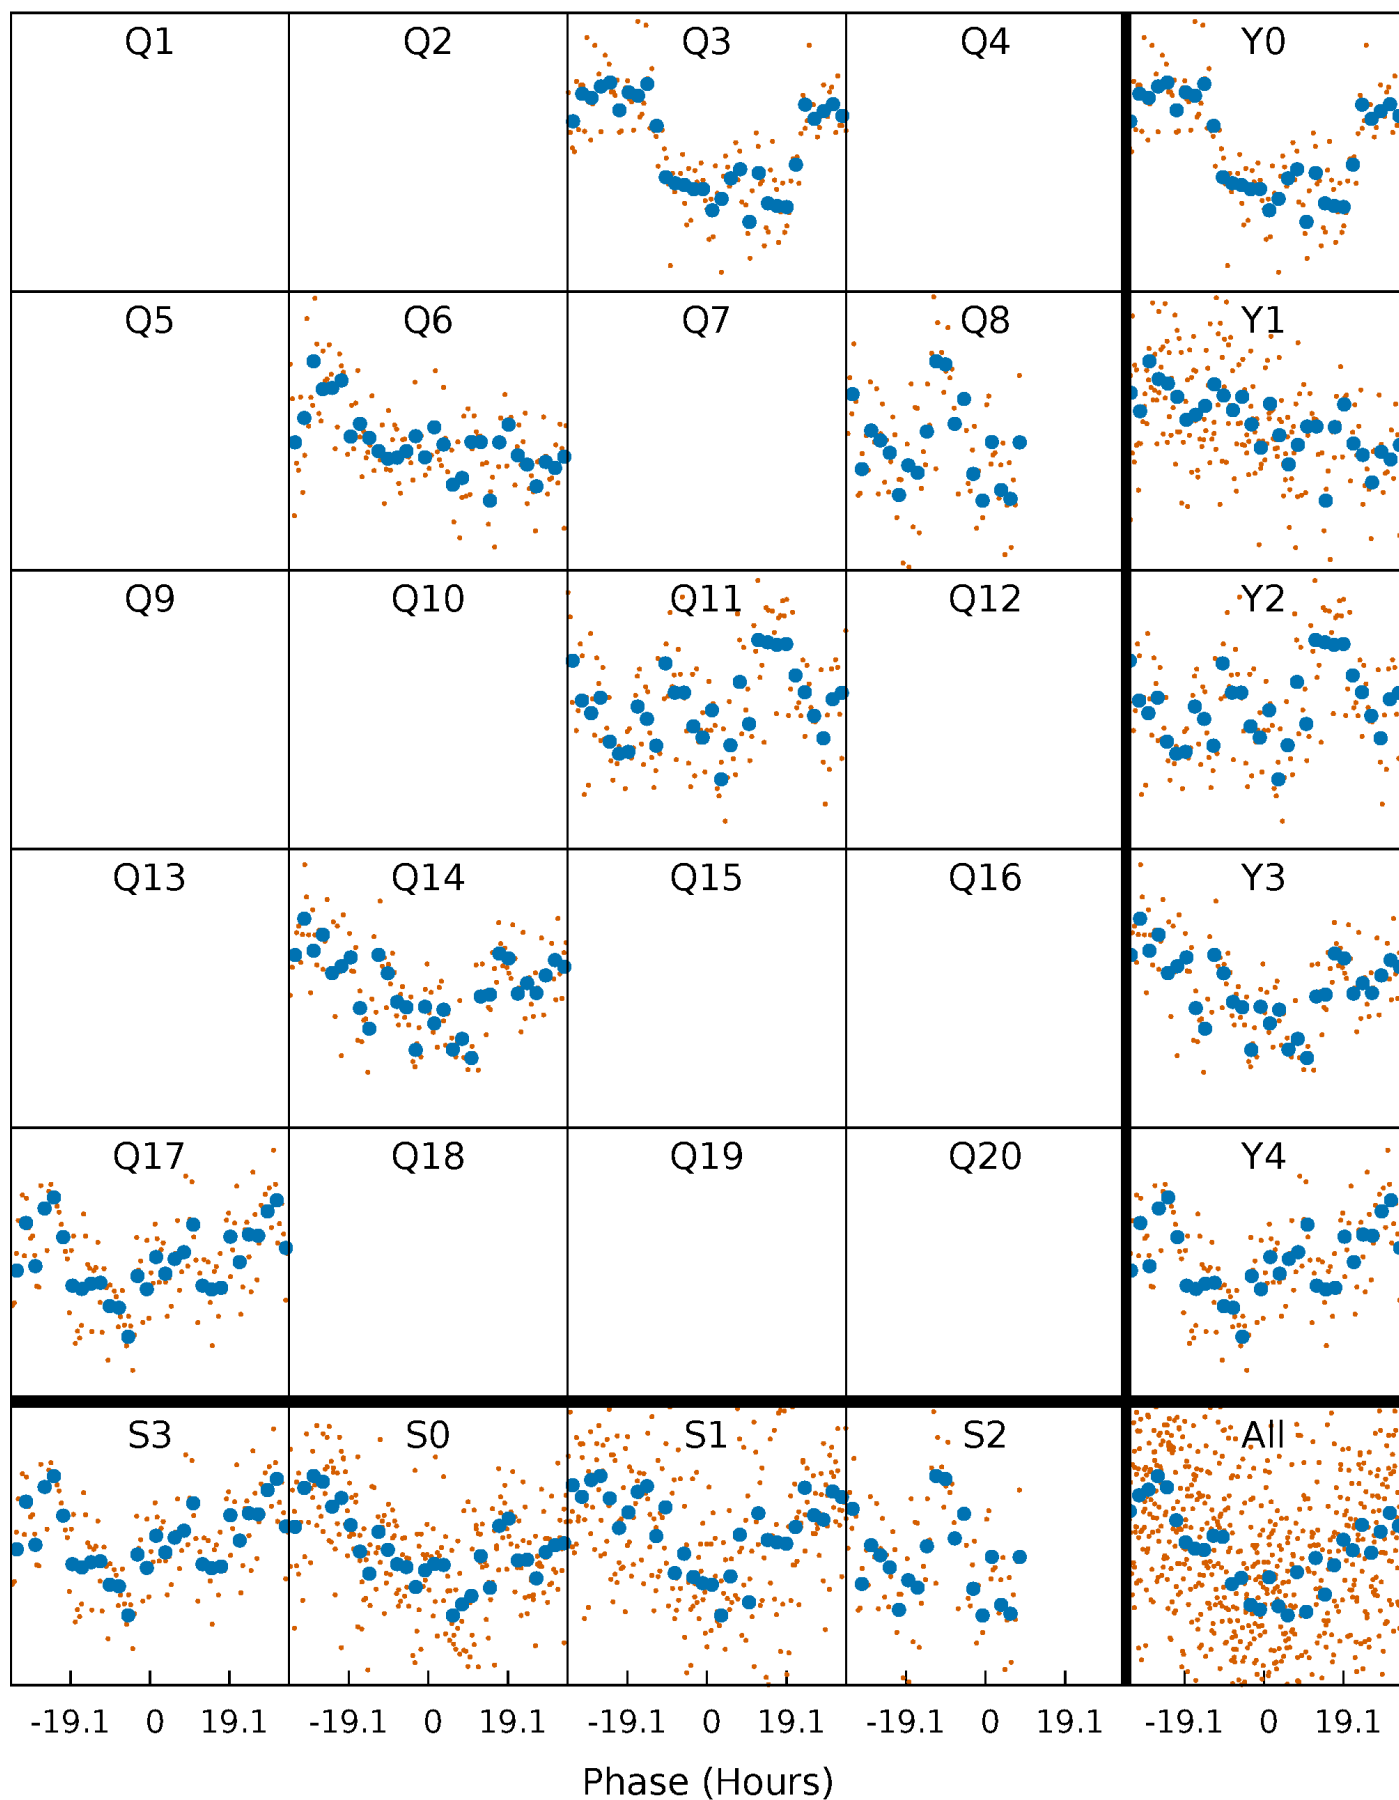 Q1 Q2 Q3 Q4 Y0
Q5 Q6 Q7 Q8 Y1
Q9 Q10 Q11 Q12 Y2
Q13 Q14 Q15 Q16 Y3
Q17 Q18 Q19 Q20 Y4
S3 S0 S1 S2 All
-19.1 0 19.1 -19.1 0 19.1 -19.1 0 19.1 -19.1 0 19.1 -19.1 0 19.1
Phase (Hours)